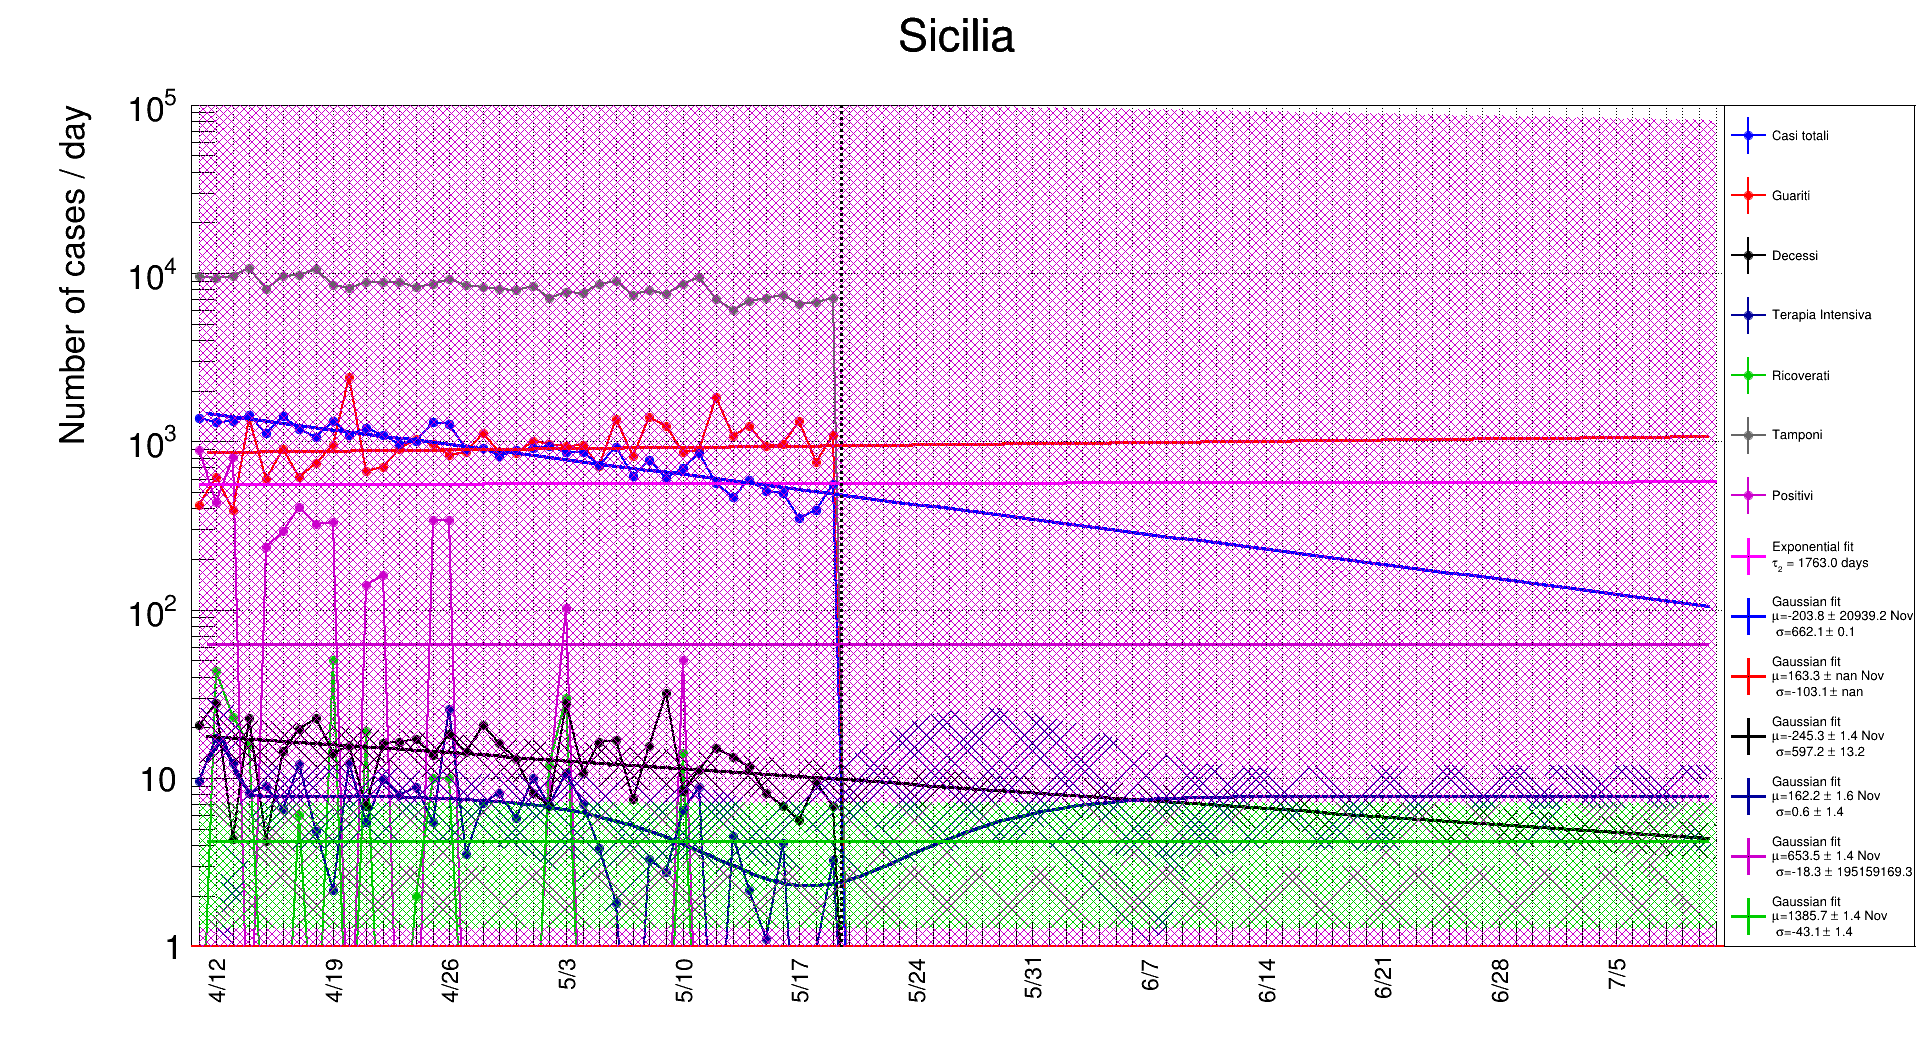 Sicilia
Number of cases / day
10^5
10^4
10^3
10^2
10
1
4/12
4/19
4/26
5/3
5/10
5/17
5/24
5/31
6/7
6/14
6/21
6/28
7/5
Casi totali
Guariti
Decessi
Terapia Intensiva
Ricoverati
Tamponi
Positivi
Exponential fit
τ₂ = 1763.0 days
Gaussian fit
μ=-203.8 ± 20939.2 Nov
σ=662.1 ± 0.1
Gaussian fit
μ=163.3 ± nan Nov
σ=-103.1 ± nan
Gaussian fit
μ=-245.3 ± 1.4 Nov
σ=597.2 ± 13.2
Gaussian fit
μ=162.2 ± 1.6 Nov
σ=0.6 ± 1.4
Gaussian fit
μ=653.5 ± 1.4 Nov
σ=-18.3 ± 195159169.3
Gaussian fit
μ=1385.7 ± 1.4 Nov
σ=-43.1 ± 1.4